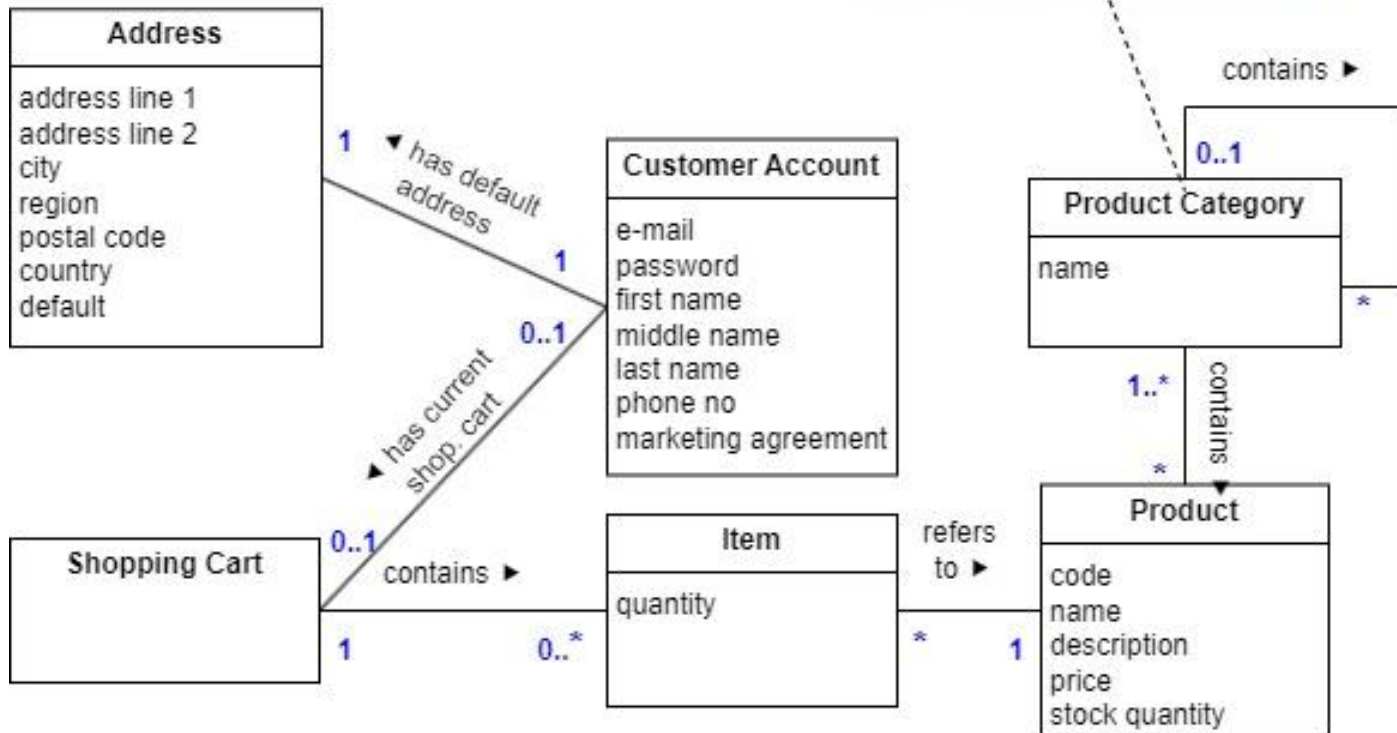 Address
address line 1
address line 2
city
region
postal code
country
default
1
◄ has default
address
1
Customer Account
e-mail
password
first name
middle name
last name
phone no
marketing agreement
0..1
◄ has current
shop. cart
0..1
Shopping Cart
contains ►
1
0..*
Item
quantity
refers
to ►
*
1
contains ►
0..1
Product Category
name
*
1..*
contains ►
*
Product
code
name
description
price
stock quantity